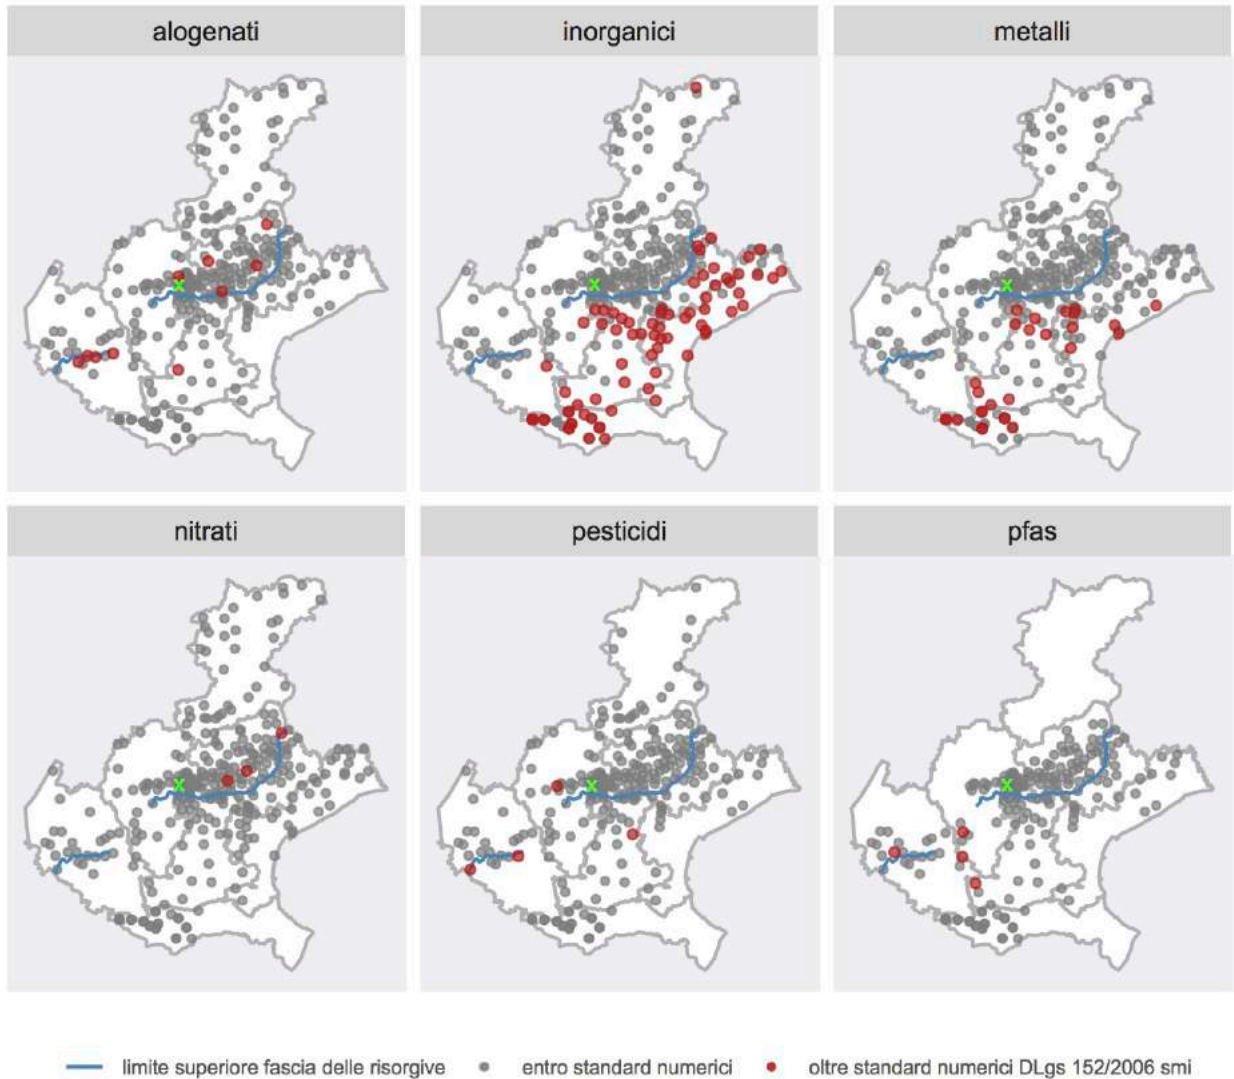 alogenati
inorganici
metalli
x
x
x
nitrati
pesticidi
pfas
x
x
x
limite superiore fascia delle risorgive
entro standard numerici
oltre standard numerici DLgs 152/2006 smi